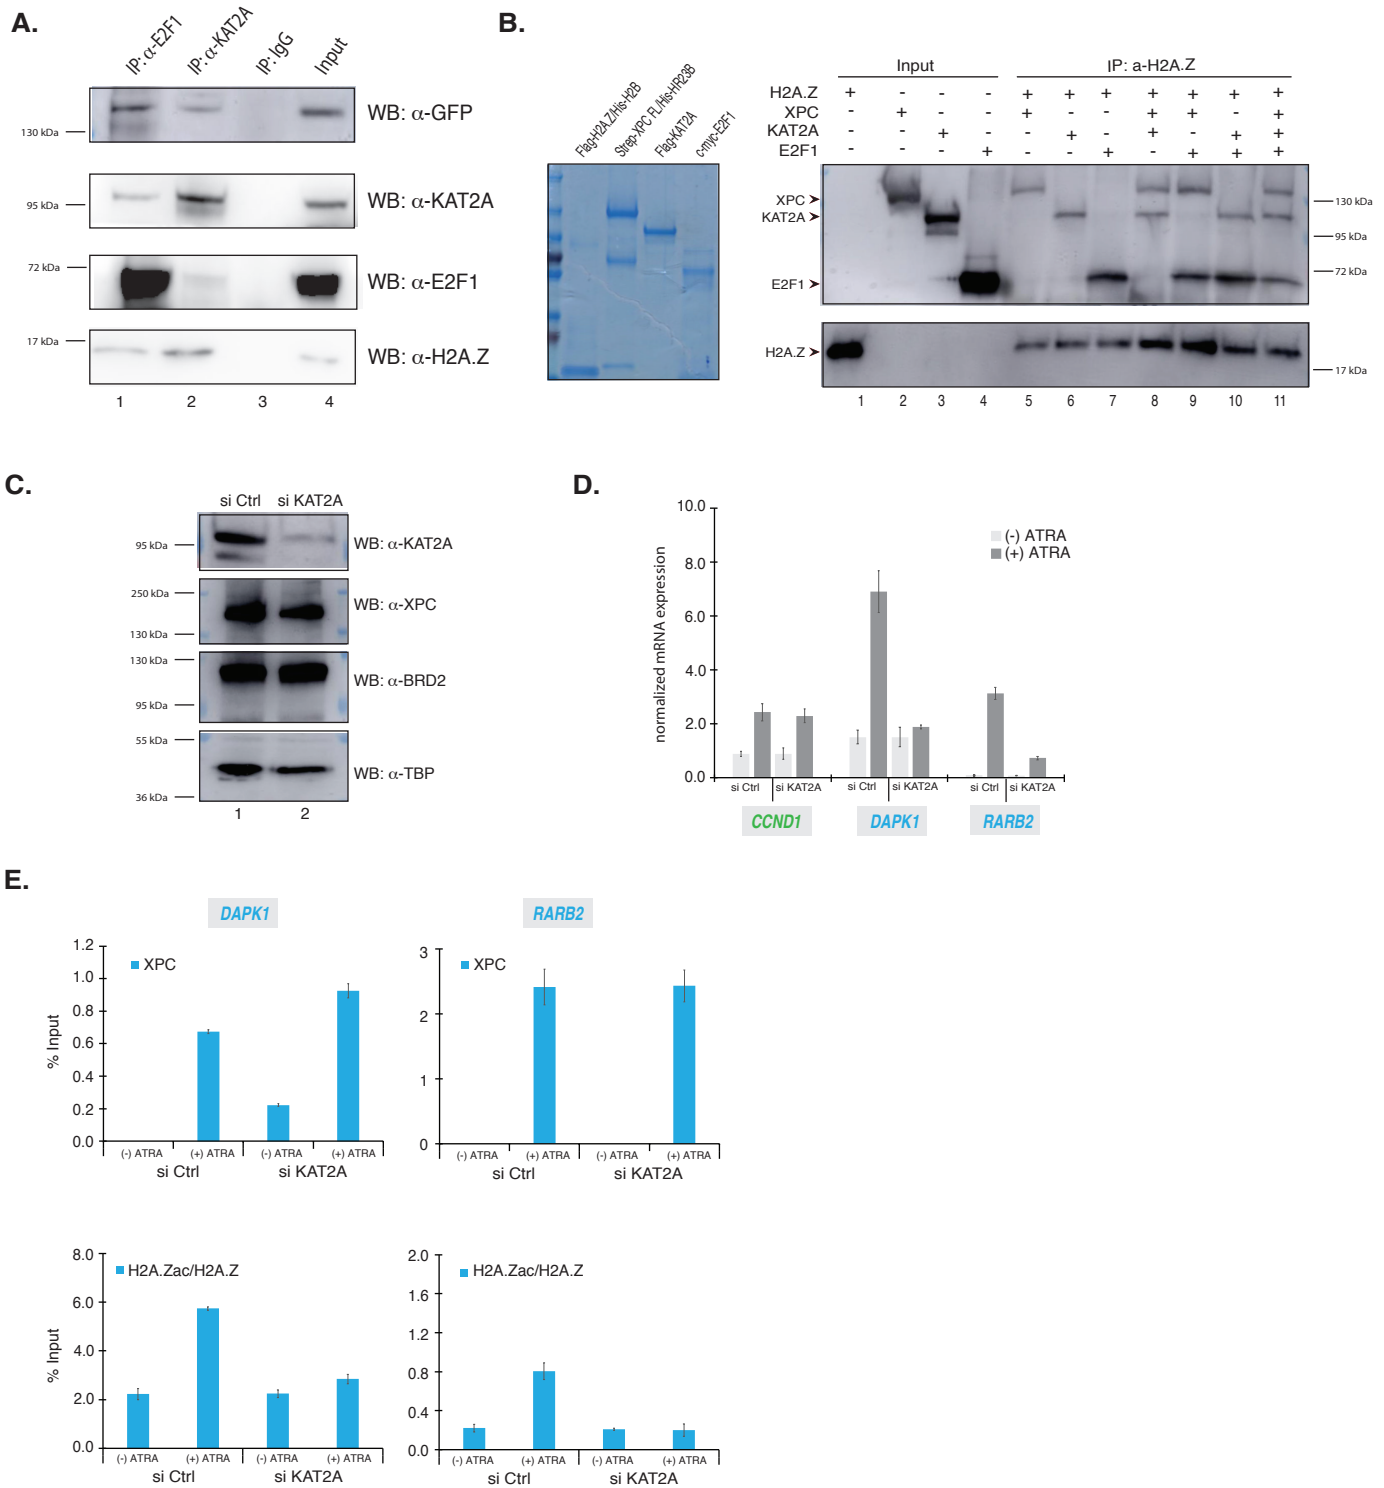 A.
IP: α-E2F1
IP: α-KAT2A
IP: IgG
Input
130 kDa
WB: α-GFP
95 kDa
WB: α-KAT2A
72 kDa
WB: α-E2F1
17 kDa
WB: α-H2A.Z
1 2 3 4
B.
Flag-H2A.Z/His-H2B
Strep-XPC FL/His-HR23B
Flag-KAT2A
c-myc-E2F1
Input
IP: a-H2A.Z
H2A.Z + - - - + + + + + + +
XPC - + - - + - - + + - +
KAT2A - - + - - + - + - + +
E2F1 - - - + - - + - + + +
XPC
KAT2A
E2F1
130 kDa
95 kDa
72 kDa
H2A.Z
17 kDa
1 2 3 4 5 6 7 8 9 10 11
C.
si Ctrl si KAT2A
95 kDa
WB: α-KAT2A
250 kDa
WB: α-XPC
130 kDa
130 kDa
WB: α-BRD2
95 kDa
55 kDa
WB: α-TBP
36 kDa
1 2
D.
normalized mRNA expression
10.0
8.0
6.0
4.0
2.0
0.0
(-) ATRA
(+) ATRA
si Ctrl si KAT2A si Ctrl si KAT2A si Ctrl si KAT2A
CCND1 DAPK1 RARB2
E.
DAPK1
% Input
1.2
1.0
0.8
0.6
0.4
0.2
0.0
XPC
(-) ATRA (+) ATRA (-) ATRA (+) ATRA
si Ctrl si KAT2A
RARB2
3
2
1
0
XPC
(-) ATRA (+) ATRA (-) ATRA (+) ATRA
si Ctrl si KAT2A
% Input
8.0
6.0
4.0
2.0
0.0
H2A.Zac/H2A.Z
(-) ATRA (+) ATRA (-) ATRA (+) ATRA
si Ctrl si KAT2A
2.0
1.6
1.2
0.8
0.4
0.0
H2A.Zac/H2A.Z
(-) ATRA (+) ATRA (-) ATRA (+) ATRA
si Ctrl si KAT2A